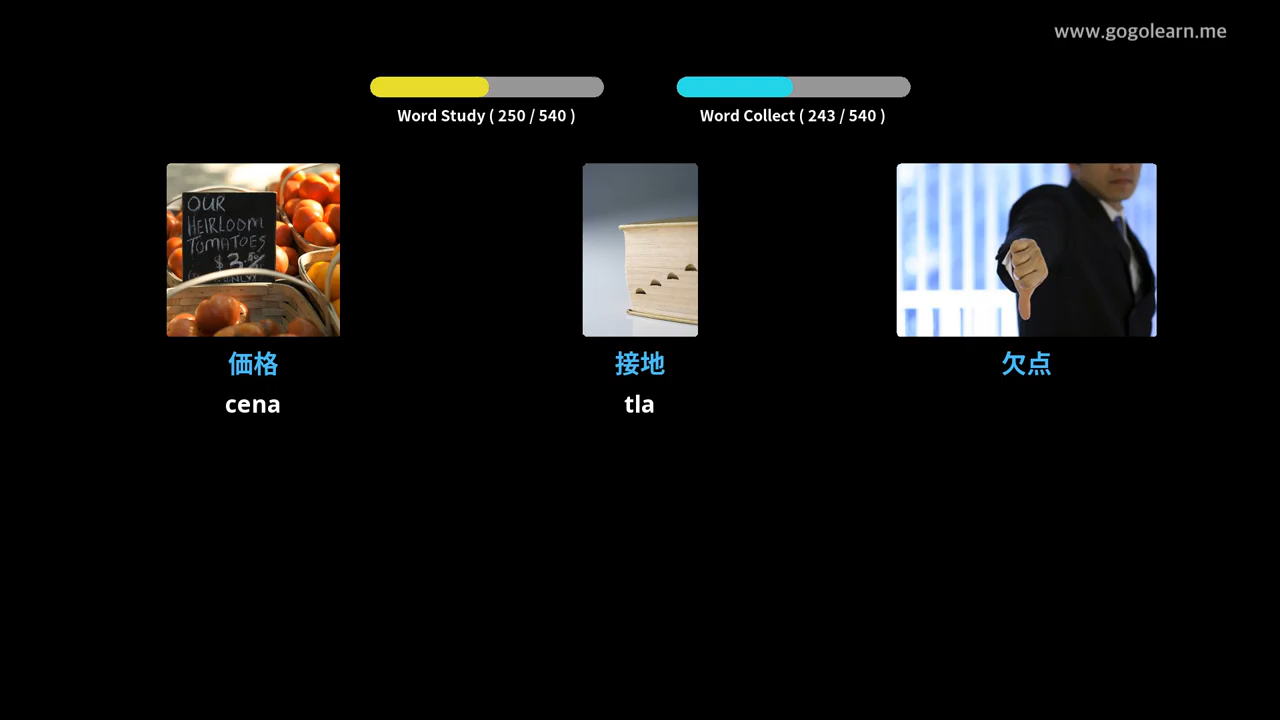 www.gogolearn.me
Word Study ( 250 / 540 )
Word Collect ( 243 / 540 )
OUR
HEIRLOOM
TOMATOES
価格
接地
欠点
cena
tla